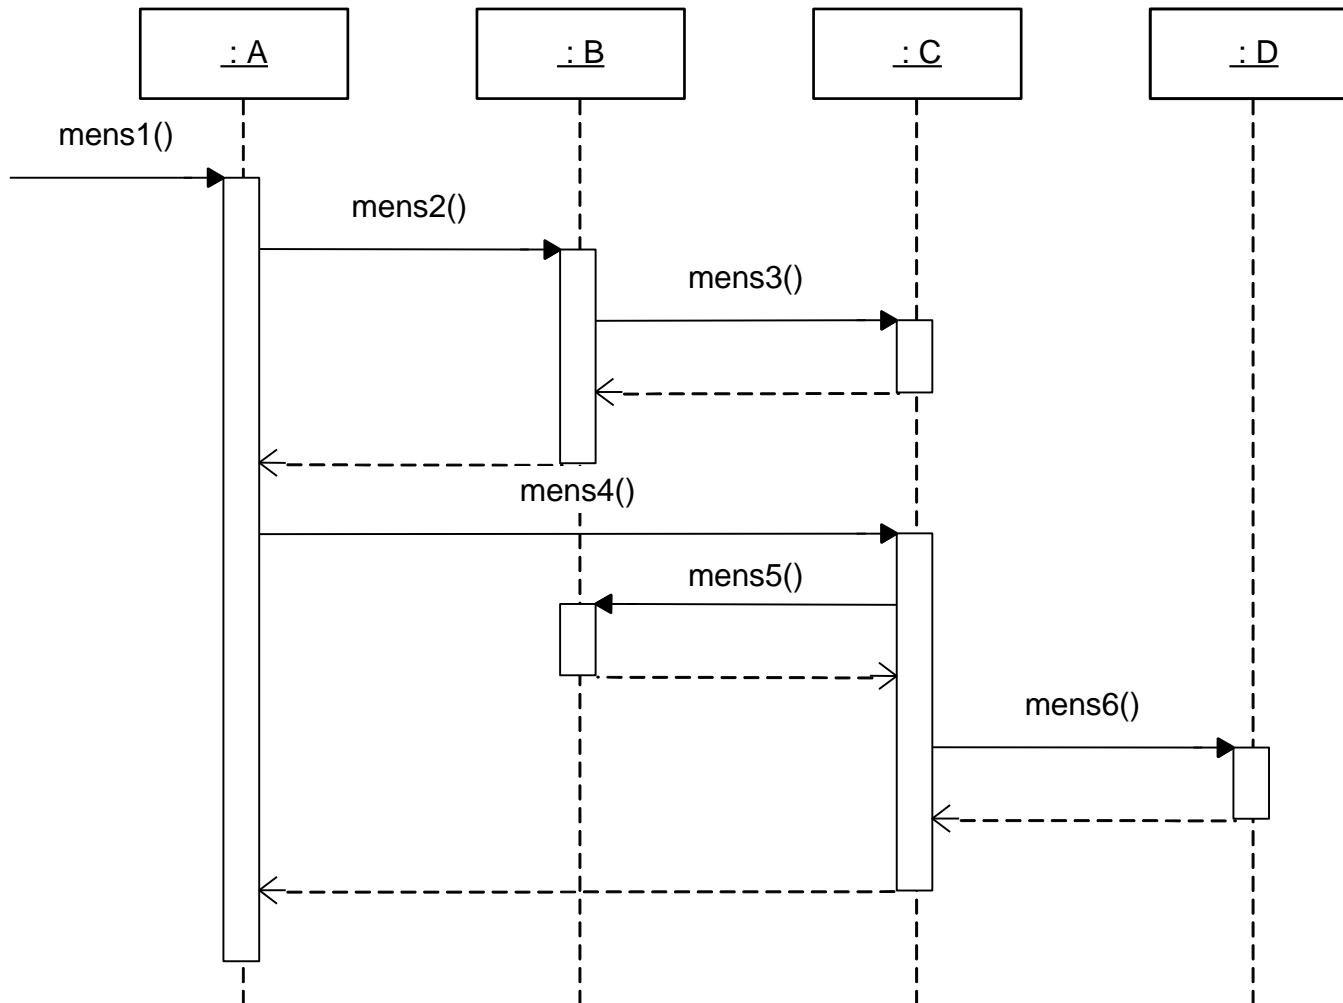 : A
: B
: C
: D
mens1()
mens2()
mens3()
mens4()
mens5()
mens6()